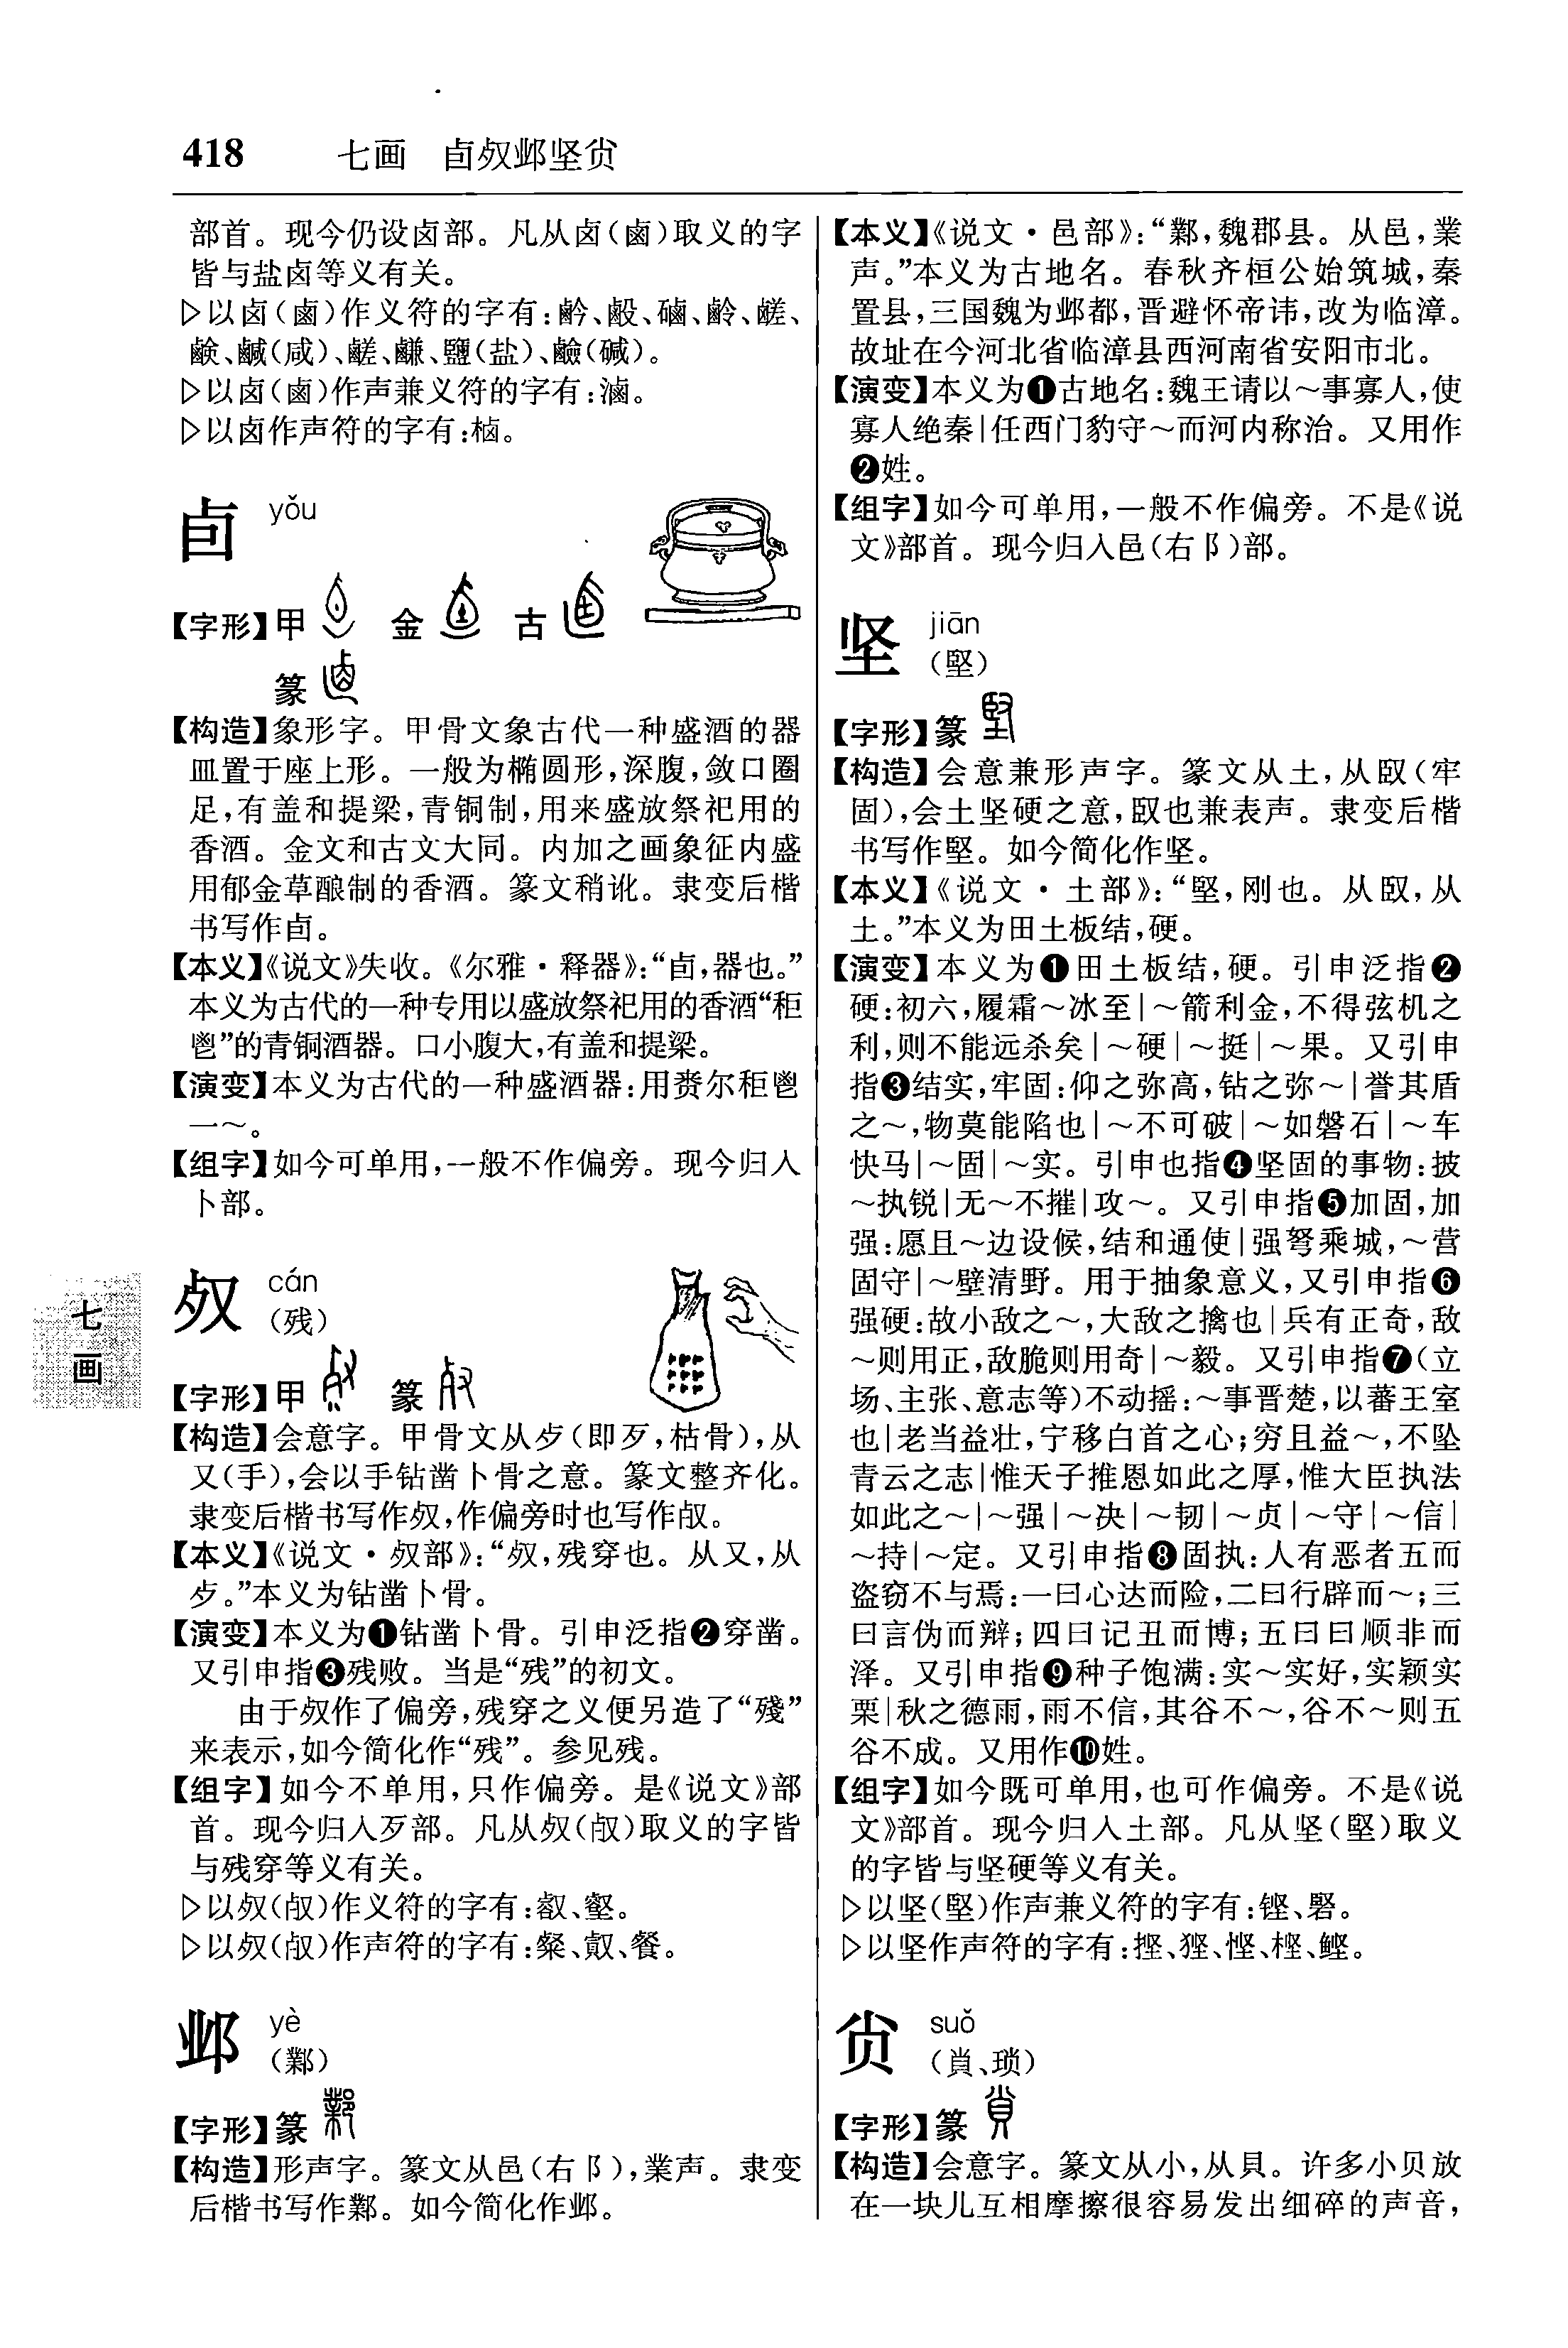 418 七画 卣𣦼邺坚贠
部首。现今仍设卤部。凡从卤(鹵)取义的字
皆与盐卤等义有关。
▷以卤(鹵)作义符的字有:
鹹(咸)、鹽(盐)、鹼(碱)。
▷以卤(鹵)作声兼义符的字有:滷。
▷以卤作声符的字有:
卣 yǒu
【字形】甲 金 古
篆
【构造】象形字。甲骨文象古代一种盛酒的器
皿置于座上形。一般为椭圆形,深腹,敛口圈
足,有盖和提梁,青铜制,用来盛放祭祀用的
香酒。金文和古文大同。内加之画象征内盛
用郁金草酿制的香酒。篆文稍讹。隶变后楷
书写作卣。
【本义】《说文》失收。《尔雅·释器》:“卣,器也。”
本义为古代的一种专用以盛放祭祀用的香酒“秬
鬯”的青铜酒器。口小腹大,有盖和提梁。
【演变】本义为古代的一种盛酒器:用赉尔秬鬯
一~。
【组字】如今可单用,一般不作偏旁。现今归入
卜部。
七画
𣦼 cán
(残)
【字形】甲 篆
【构造】会意字。甲骨文从歺(即歹,枯骨),从
又(手),会以手钻凿卜骨之意。篆文整齐化。
隶变后楷书写作𣦼,作偏旁时也写作㕡。
【本义】《说文·𣦼部》:“𣦼,残穿也。从又,从
歺。”本义为钻凿卜骨。
【演变】本义为❶钻凿卜骨。引申泛指❷穿凿。
又引申指❸残败。当是“残”的初文。
由于𣦼作了偏旁,残穿之义便另造了“殘”
来表示,如今简化作“残”。参见残。
【组字】如今不单用,只作偏旁。是《说文》部
首。现今归入歹部。凡从𣦼(㕡)取义的字皆
与残穿等义有关。
▷以𣦼(㕡)作义符的字有:叡、壑。
▷以𣦼(㕡)作声符的字有:粲、餐。
邺 yè
(鄴)
【字形】篆
【构造】形声字。篆文从邑(右阝),業声。隶变
后楷书写作鄴。如今简化作邺。
【本义】《说文·邑部》:“鄴,魏郡县。从邑,業
声。”本义为古地名。春秋齐桓公始筑城,秦
置县,三国魏为邺都,晋避怀帝讳,改为临漳。
故址在今河北省临漳县西河南省安阳市北。
【演变】本义为❶古地名:魏王请以~事寡人,使
寡人绝秦|任西门豹守~而河内称治。又用作
❷姓。
【组字】如今可单用,一般不作偏旁。不是《说
文》部首。现今归入邑(右阝)部。
坚 jiān
(堅)
【字形】篆
【构造】会意兼形声字。篆文从土,从臤(牢
固),会土坚硬之意,臤也兼表声。隶变后楷
书写作堅。如今简化作坚。
【本义】《说文·土部》:“堅,刚也。从臤,从
土。”本义为田土板结,硬。
【演变】本义为❶田土板结,硬。引申泛指❷
硬:初六,履霜~冰至|~箭利金,不得弦机之
利,则不能远杀矣|~硬|~挺|~果。又引申
指❸结实,牢固:仰之弥高,钻之弥~|誉其盾
之~,物莫能陷也|~不可破|~如磐石|~车
快马|~固|~实。引申也指❹坚固的事物:披
~执锐|无~不摧|攻~。又引申指❺加固,加
强:愿且~边设候,结和通使|强弩乘城,~营
固守|~壁清野。用于抽象意义,又引申指❻
强硬:故小敌之~,大敌之擒也|兵有正奇,敌
~则用正,敌脆则用奇|~毅。又引申指❼(立
场、主张、意志等)不动摇:~事晋楚,以蕃王室
也|老当益壮,宁移白首之心;穷且益~,不坠
青云之志|惟天子推恩如此之厚,惟大臣执法
如此之~|~强|~决|~韧|~贞|~守|~信|
~持|~定。又引申指❽固执:人有恶者五而
盗窃不与焉:一曰心达而险,二曰行辟而~;三
曰言伪而辩;四曰记丑而博;五曰曰顺非而
泽。又引申指❾种子饱满:实~实好,实颖实
栗|秋之德雨,雨不信,其谷不~,谷不~则五
谷不成。又用作❿姓。
【组字】如今既可单用,也可作偏旁。不是《说
文》部首。现今归入土部。凡从坚(堅)取义
的字皆与坚硬等义有关。
▷以坚(堅)作声兼义符的字有:铿、
▷以坚作声符的字有:悭、鲣。
贠 suǒ
(𧴪、琐)
【字形】篆
【构造】会意字。篆文从小,从貝。许多小贝放
在一块儿互相摩擦很容易发出细碎的声音,